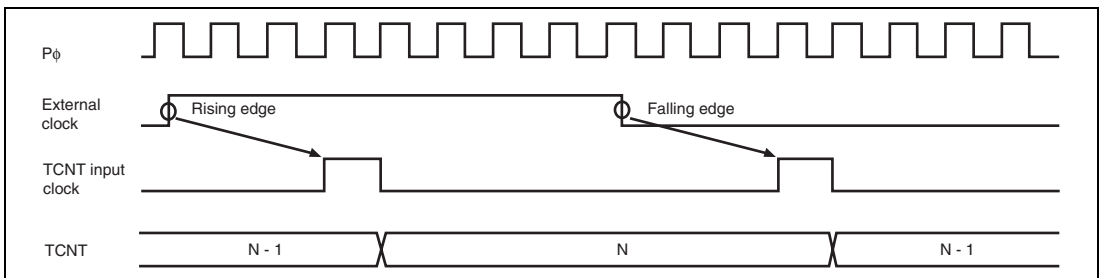 Pφ
External
clock
Rising edge
Falling edge
TCNT input
clock
TCNT
N - 1
N
N - 1